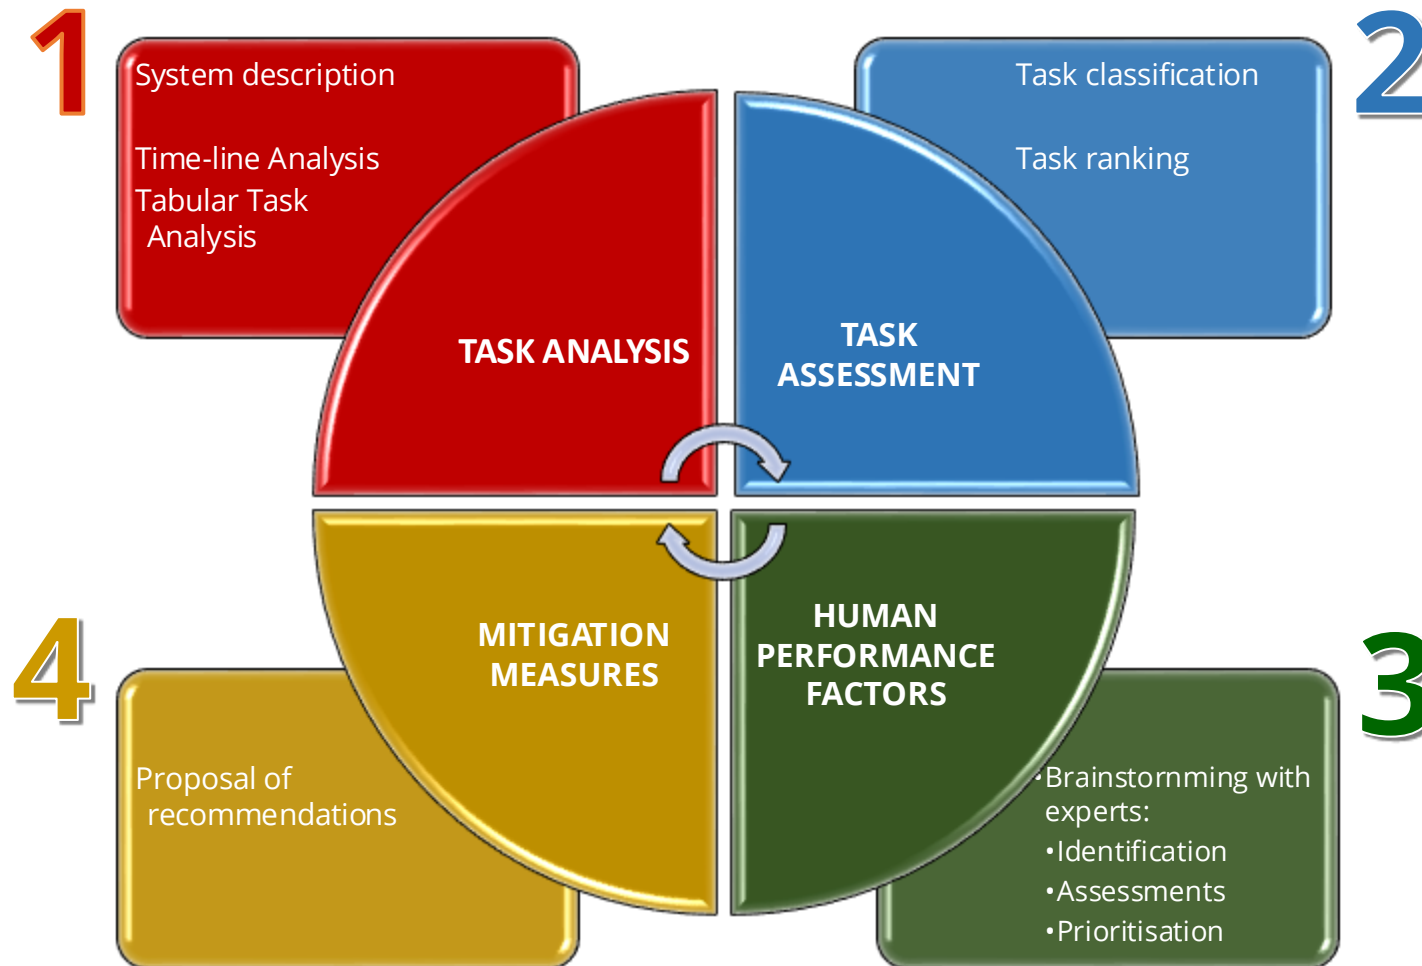 1
System description
Time-line Analysis
Tabular Task
Analysis
TASK ANALYSIS
2
Task classification
Task ranking
TASK
ASSESSMENT
3
HUMAN
PERFORMANCE
FACTORS
•Brainstornming with
experts:
•Identification
•Assessments
•Prioritisation
4
MITIGATION
MEASURES
Proposal of
recommendations